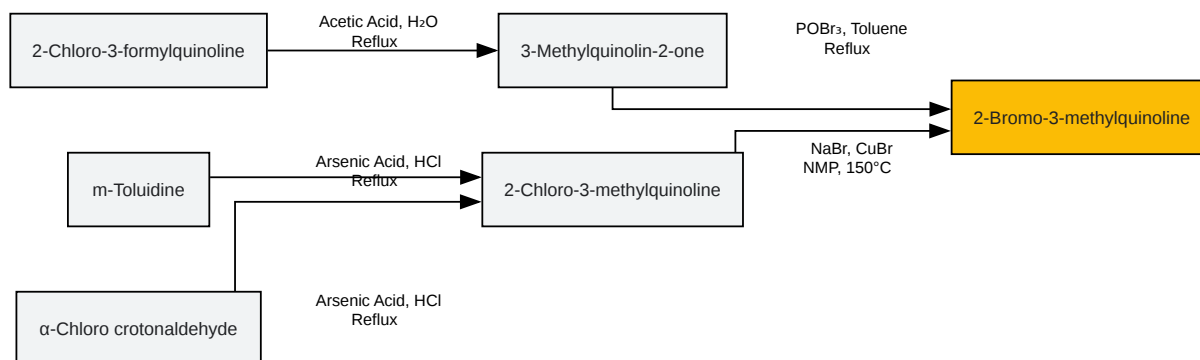 2-Chloro-3-formylquinoline
Acetic Acid, H₂O
Reflux
3-Methylquinolin-2-one
POBr₃, Toluene
Reflux
2-Bromo-3-methylquinoline
m-Toluidine
Arsenic Acid, HCl
Reflux
2-Chloro-3-methylquinoline
NaBr, CuBr
NMP, 150°C
α-Chloro crotonaldehyde
Arsenic Acid, HCl
Reflux